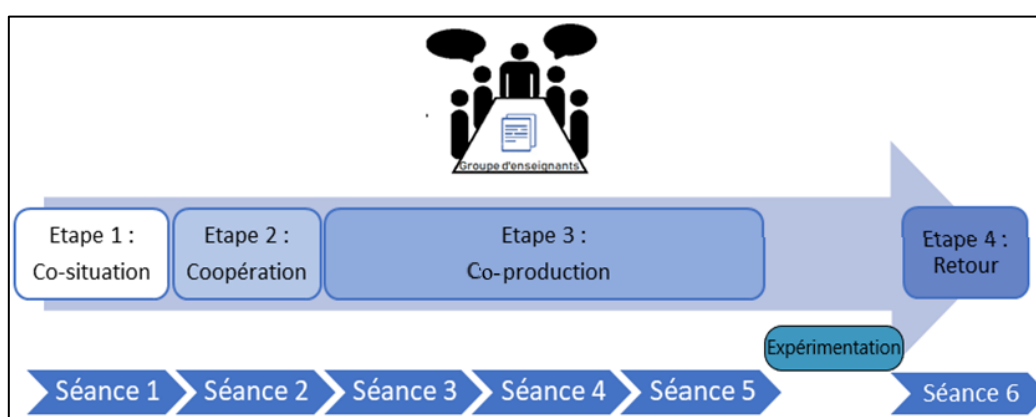 Groupe d'enseignants
Etape 1 :
Co-situation
Etape 2 :
Coopération
Etape 3 :
Co-production
Etape 4 :
Retour
Expérimentation
Séance 1
Séance 2
Séance 3
Séance 4
Séance 5
Séance 6